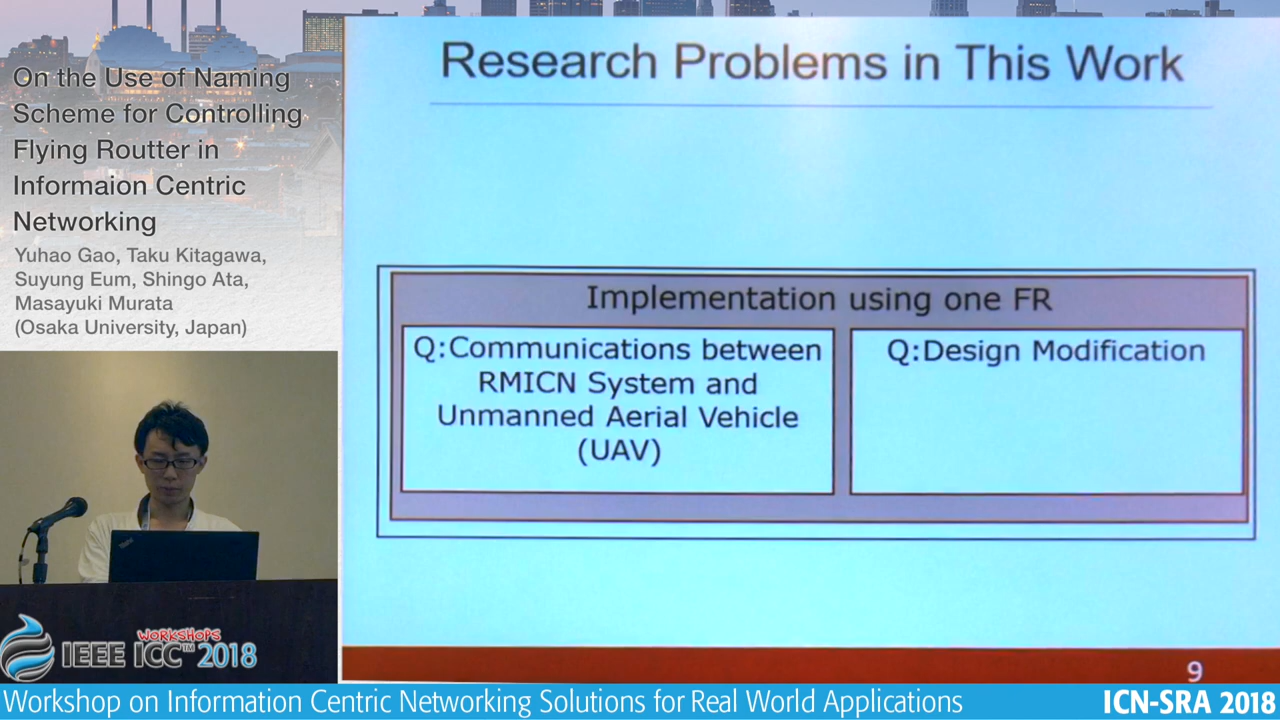 On the Use of Naming
Scheme for Controlling
Flying Routter in
Informaion Centric
Networking
Yuhao Gao, Taku Kitagawa,
Suyung Eum, Shingo Ata,
Masayuki Murata
(Osaka University, Japan)
Research Problems in This Work
Implementation using one FR
Q:Communications between
RMICN System and
Unmanned Aerial Vehicle
(UAV)
Q:Design Modification
9
ThinkPad
WORKSHOPS
IEEE ICC™ 2018
Workshop on Information Centric Networking Solutions for Real World Applications
ICN-SRA 2018